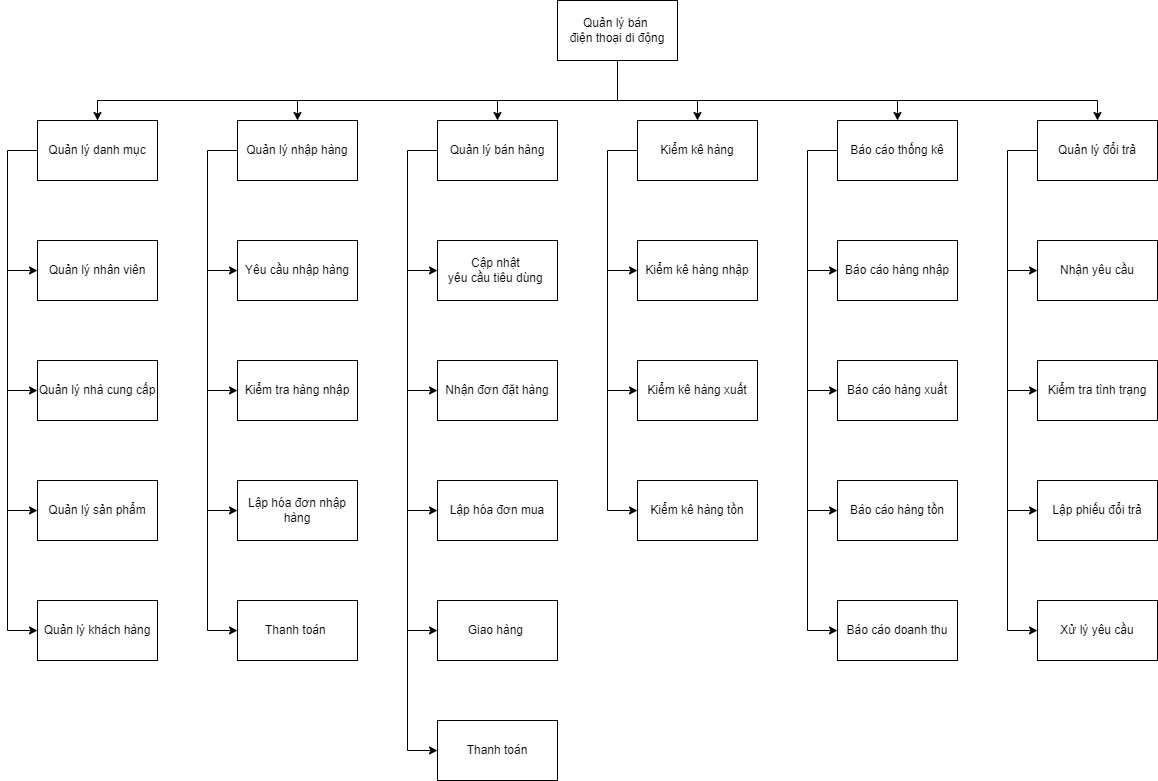 Quản lý bán
điện thoại di động
Quản lý danh mục
Quản lý nhập hàng
Quản lý bán hàng
Kiểm kê hàng
Báo cáo thống kê
Quản lý đổi trả
Quản lý nhân viên
Yêu cầu nhập hàng
Cập nhật
yêu cầu tiêu dùng
Kiểm kê hàng nhập
Báo cáo hàng nhập
Nhận yêu cầu
Quản lý nhà cung cấp
Kiểm tra hàng nhập
Nhận đơn đặt hàng
Kiểm kê hàng xuất
Báo cáo hàng xuất
Kiểm tra tình trạng
Quản lý sản phẩm
Lập hóa đơn nhập
hàng
Lập hóa đơn mua
Kiểm kê hàng tồn
Báo cáo hàng tồn
Lập phiếu đổi trả
Quản lý khách hàng
Thanh toán
Giao hàng
Báo cáo doanh thu
Xử lý yêu cầu
Thanh toán